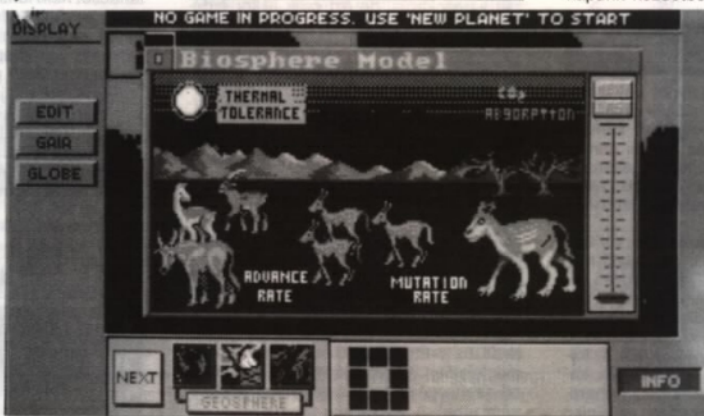 NO GAME IN PROGRESS. USE 'NEW PLANET' TO START
DISPLAY
Biosphere Model
THERMAL
TOLERANCE
CO₂
ABSORPTION
EDIT
GAIA
GLOBE
ADVANCE
RATE
MUTATION
RATE
NEXT
GEOSPHERE
INFO